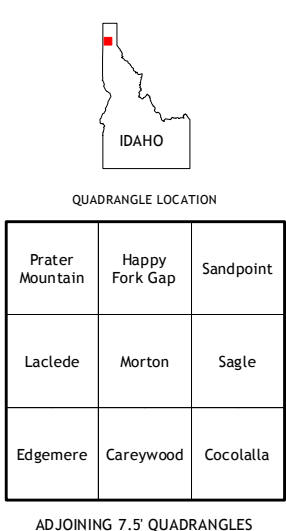 IDAHO
QUADRANGLE LOCATION
Prater
Mountain
Happy
Fork Gap
Sandpoint
Laclede
Morton
Sagle
Edgemere
Careywood
Cocolalla
ADJOINING 7.5' QUADRANGLES